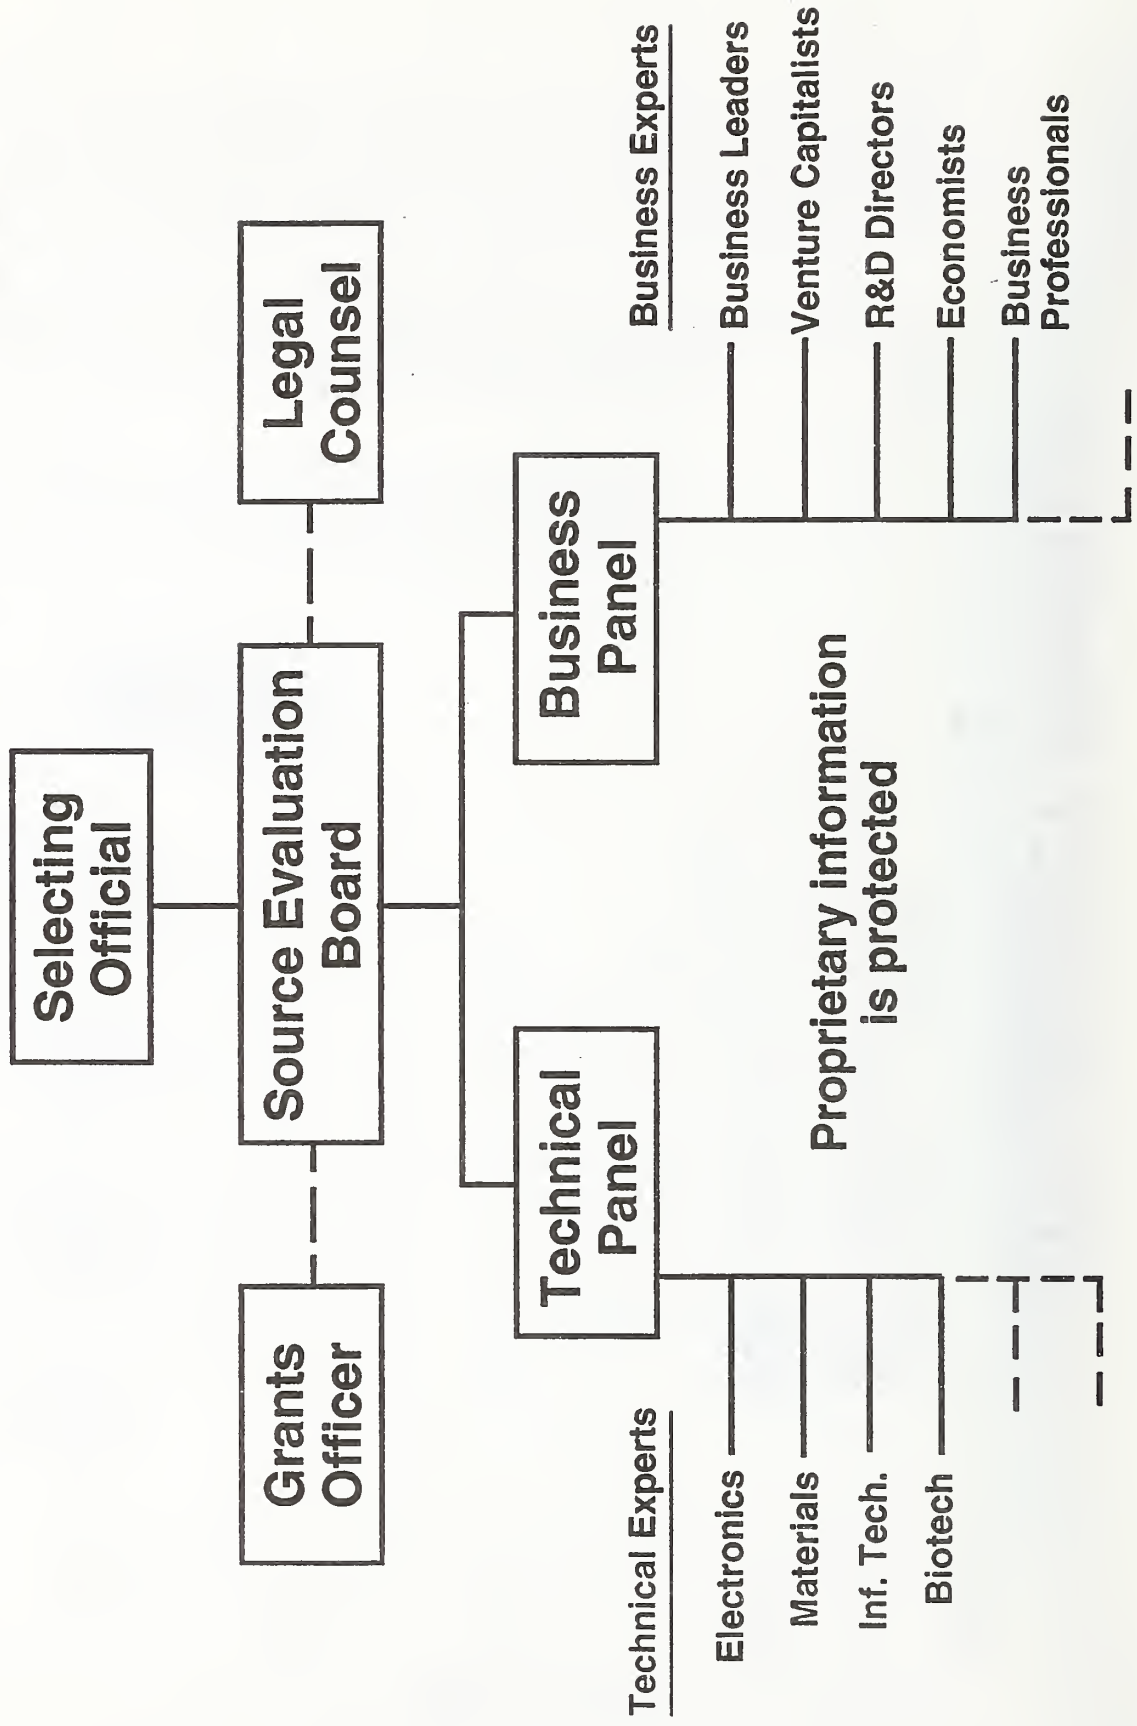 Selecting
Official
Grants
Officer
Source Evaluation
Board
Legal
Counsel
Technical
Panel
Business
Panel
Technical Experts
Electronics
Materials
Inf. Tech.
Biotech
Proprietary information
is protected
Business Experts
Business Leaders
Venture Capitalists
R&D Directors
Economists
Business
Professionals